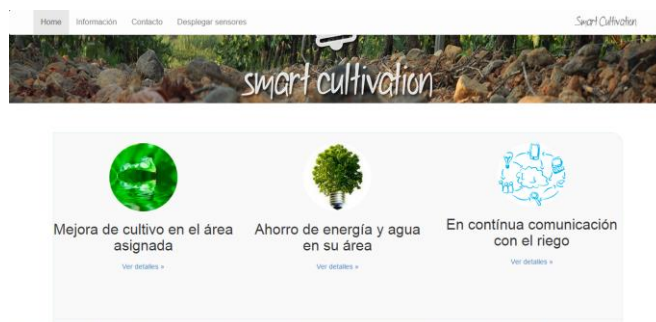 Home Información Contacto Desplegar sensores Smart Cultivation
smart cultivation
Mejora de cultivo en el área
asignada
Ver detalles »
Ahorro de energía y agua
en su área
Ver detalles »
En contínua comunicación
con el riego
Ver detalles »